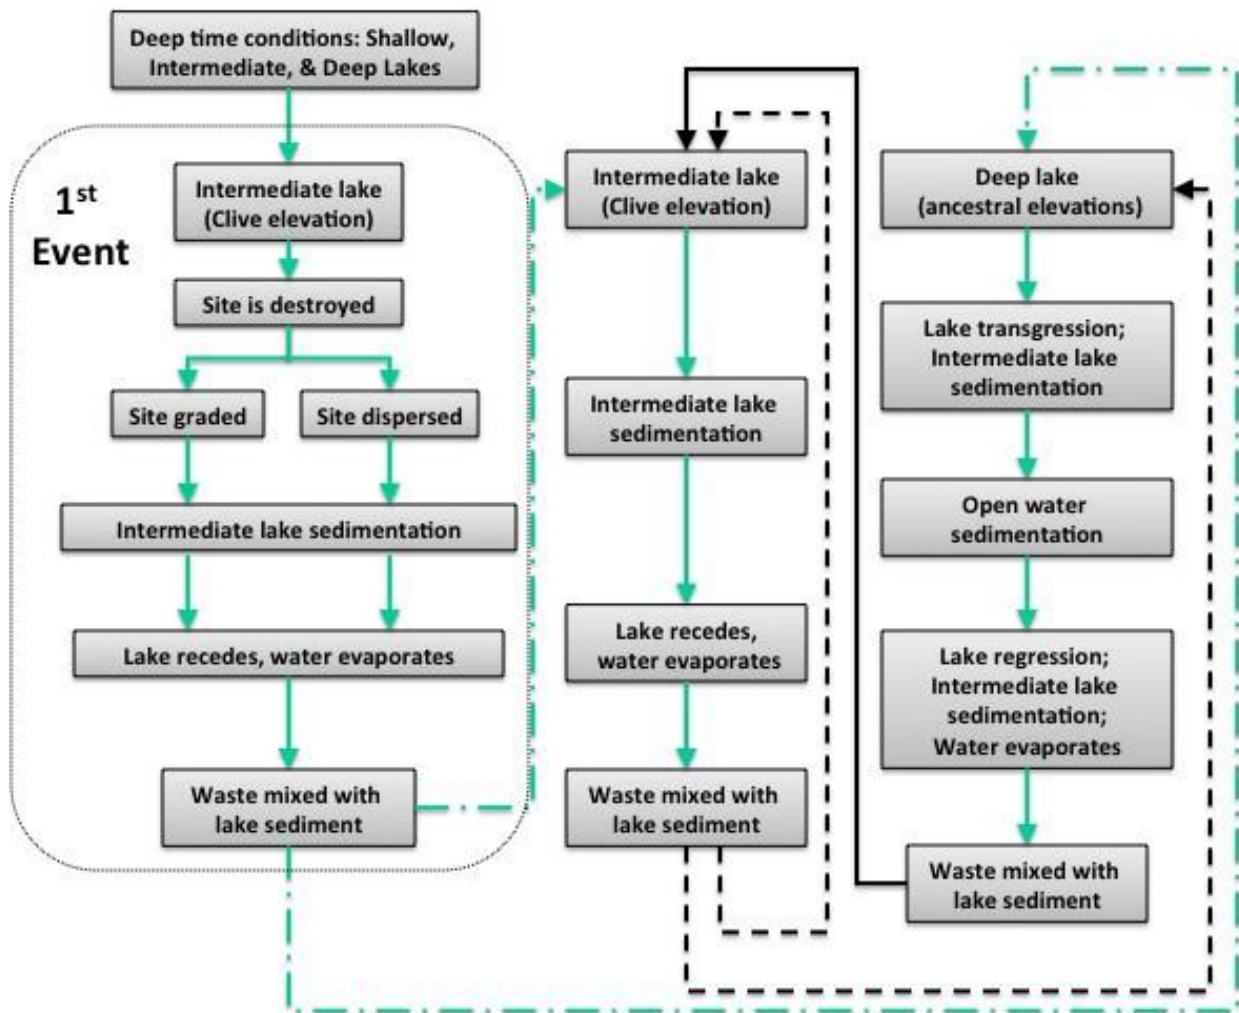 Deep time conditions: Shallow,
Intermediate, & Deep Lakes
1st
Event
Intermediate lake
(Clive elevation)
Site is destroyed
Site graded
Site dispersed
Intermediate lake sedimentation
Lake recedes, water evaporates
Waste mixed with
lake sediment
Intermediate lake
(Clive elevation)
Intermediate lake
sedimentation
Lake recedes,
water evaporates
Waste mixed with
lake sediment
Deep lake
(ancestral elevations)
Lake transgression;
Intermediate lake
sedimentation
Open water
sedimentation
Lake regression;
Intermediate lake
sedimentation;
Water evaporates
Waste mixed with
lake sediment